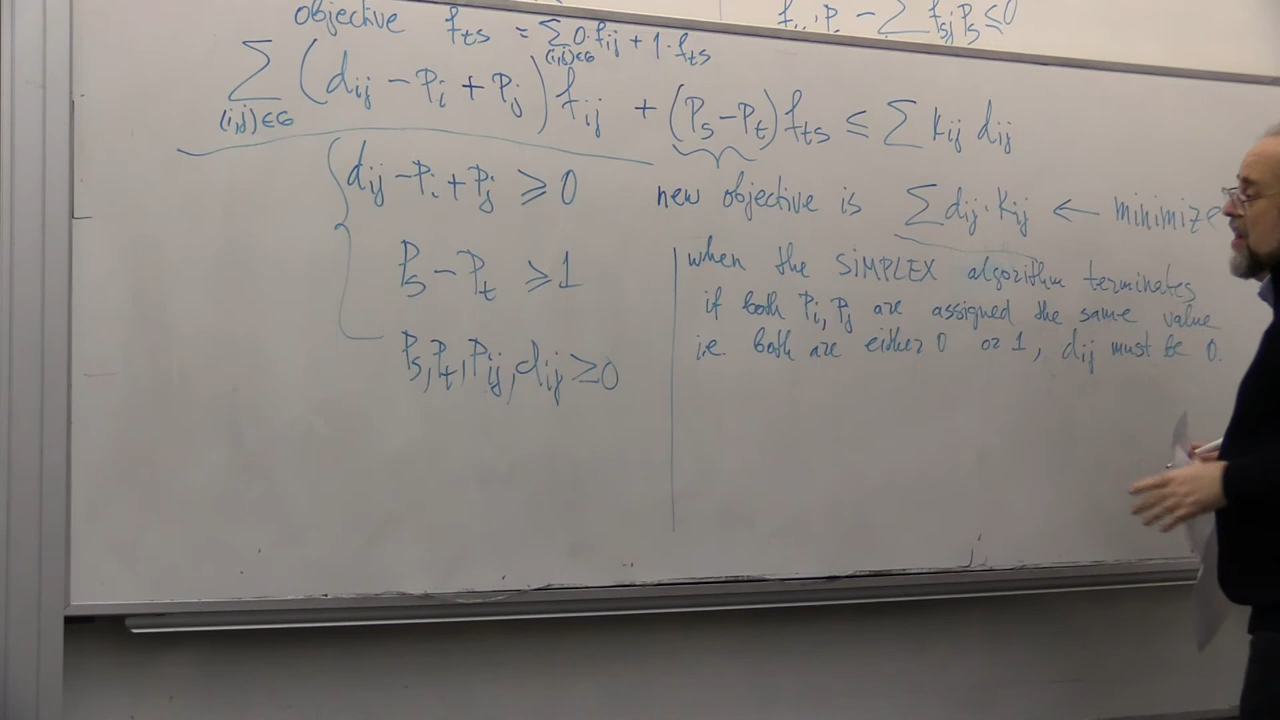 objective f_ts = ∑_(i,j)∈G 0·f_ij + 1·f_ts
P - ∑ f_sj P_s ≤ 0
∑_(i,j)∈G (d_ij - P_i + P_j) f_ij + (P_s - P_t) f_ts ≤ ∑ k_ij d_ij
d_ij - P_i + P_j ⩾ 0
new objective is ∑ d_ij · k_ij ← minimize
P_s - P_t ⩾ 1
when the SIMPLEX algorithm terminates
if both P_i, P_j are assigned the same value
i.e. both are either 0 or 1, d_ij must be 0.
P_s, P_t, P_ij, d_ij ≥ 0